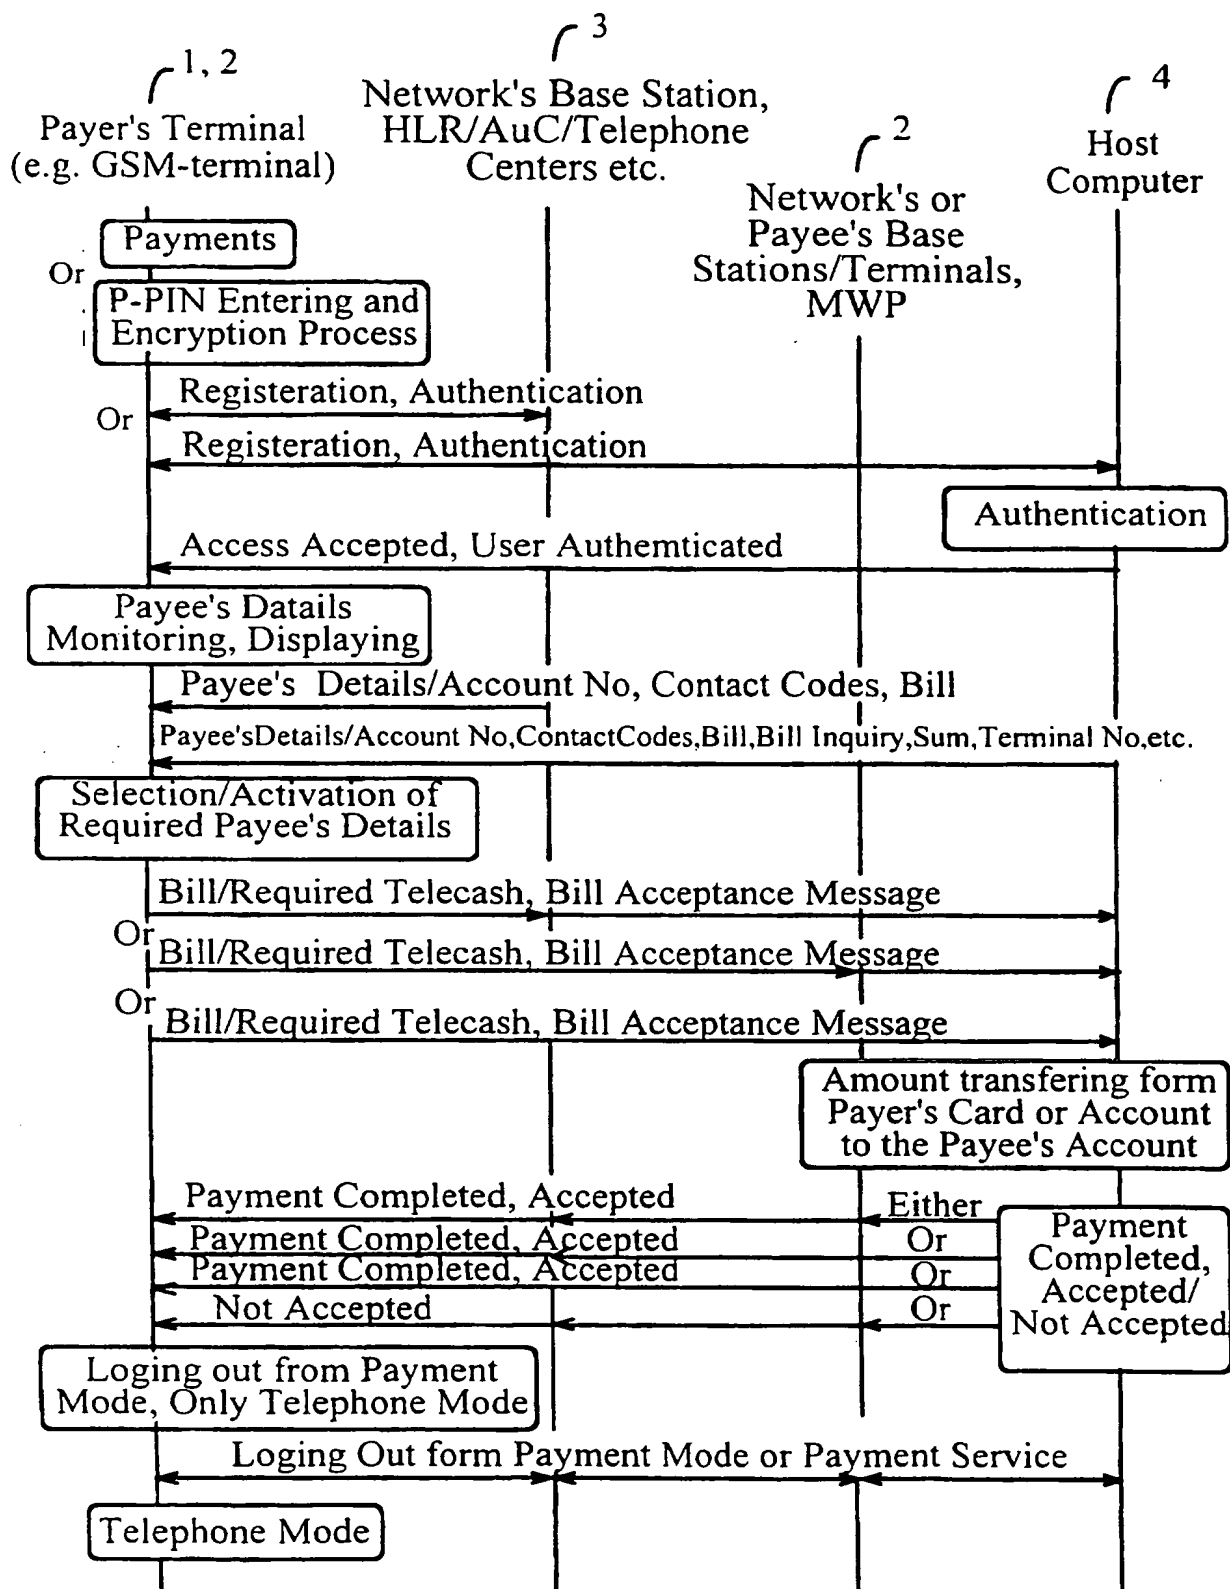 1, 2
3
2
4
Payer's Terminal
(e.g. GSM-terminal)
Network's Base Station,
HLR/AuC/Telephone
Centers etc.
Network's or
Payee's Base
Stations/Terminals,
MWP
Host
Computer
Payments
Or
P-PIN Entering and
Encryption Process
Registeration, Authentication
Or
Registeration, Authentication
Authentication
Access Accepted, User Authemticated
Payee's Datails
Monitoring, Displaying
Payee's Details/Account No, Contact Codes, Bill
Payee'sDetails/Account No,ContactCodes,Bill,Bill Inquiry,Sum,Terminal No,etc.
Selection/Activation of
Required Payee's Details
Bill/Required Telecash, Bill Acceptance Message
Or
Bill/Required Telecash, Bill Acceptance Message
Or
Bill/Required Telecash, Bill Acceptance Message
Amount transfering form
Payer's Card or Account
to the Payee's Account
Payment Completed, Accepted
Either
Payment Completed, Accepted
Or
Payment Completed, Accepted
Or
Not Accepted
Or
Payment
Completed,
Accepted/
Not Accepted
Loging out from Payment
Mode, Only Telephone Mode
Loging Out form Payment Mode or Payment Service
Telephone Mode